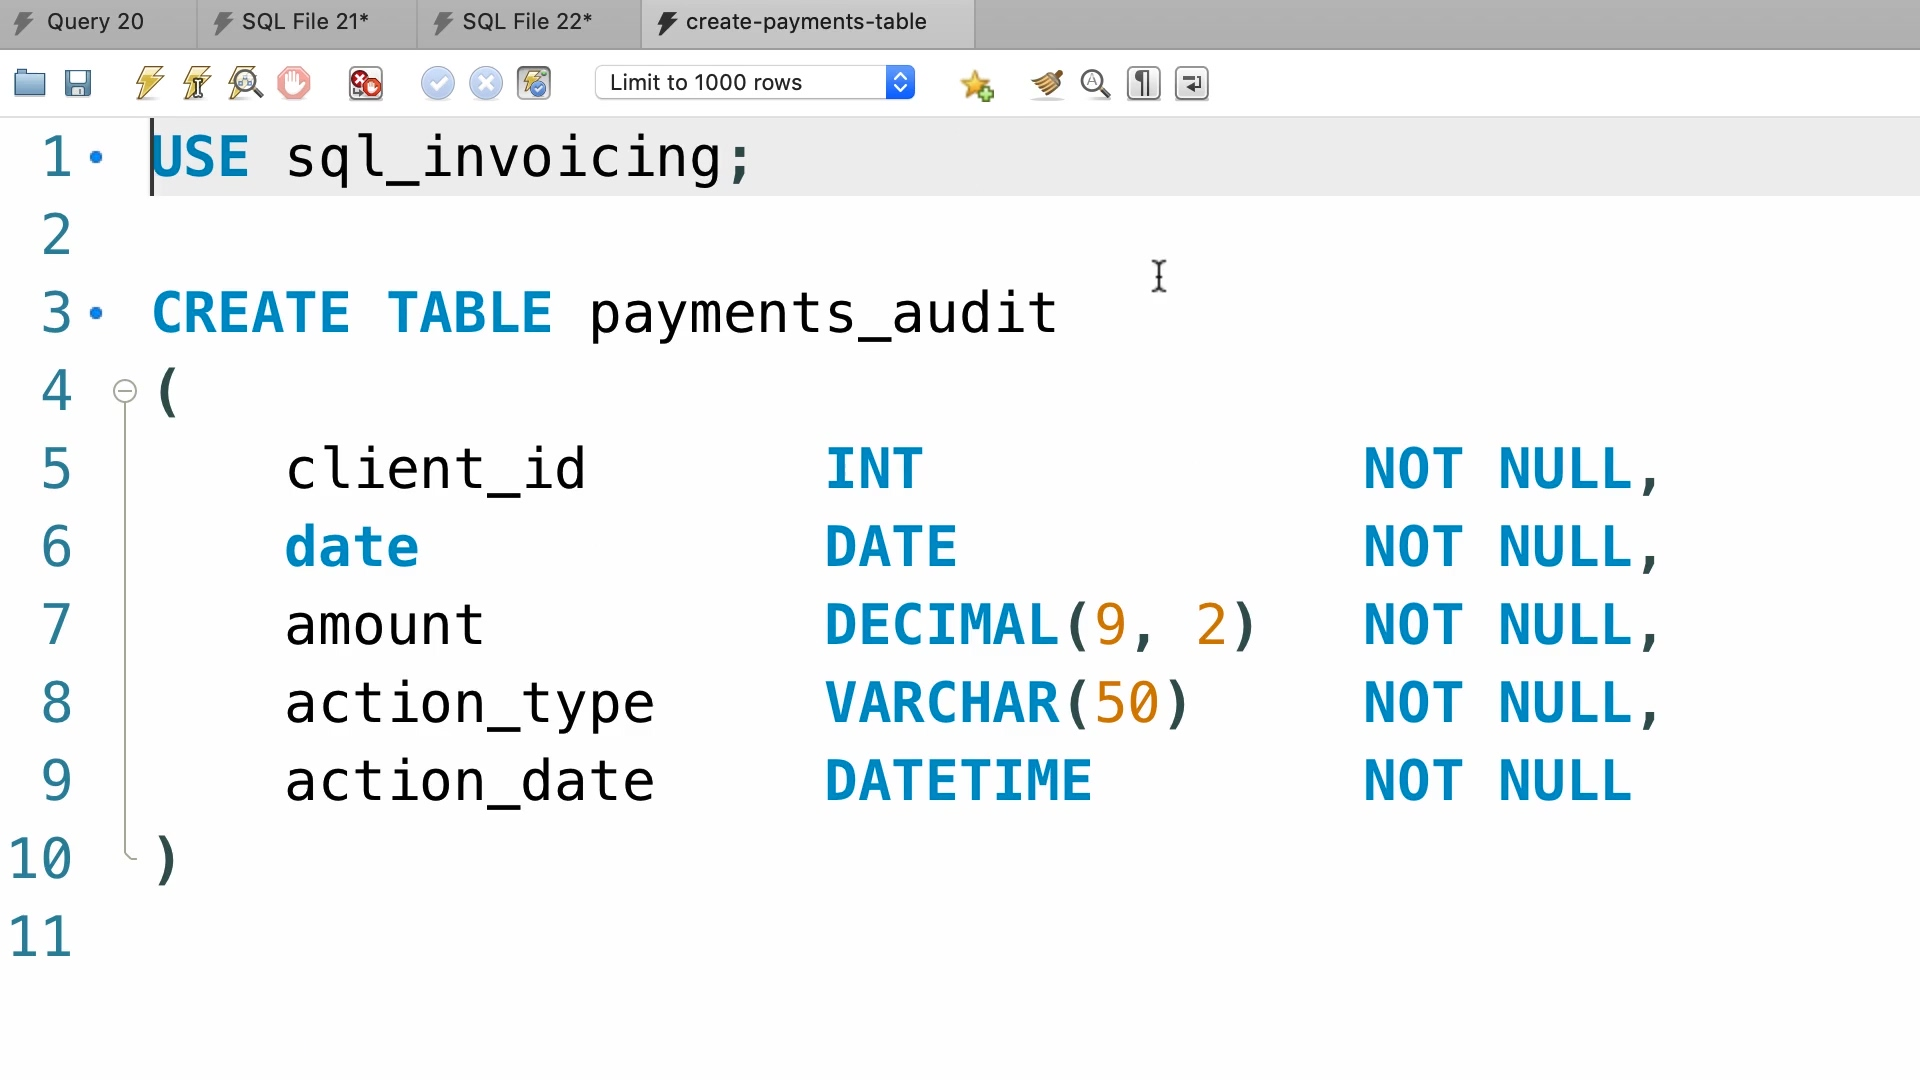 Query 20 SQL File 21* SQL File 22* create-payments-table
Limit to 1000 rows
1 USE sql_invoicing;
2
3 CREATE TABLE payments_audit
4 (
5 client_id INT NOT NULL,
6 date DATE NOT NULL,
7 amount DECIMAL(9, 2) NOT NULL,
8 action_type VARCHAR(50) NOT NULL,
9 action_date DATETIME NOT NULL
10 )
11